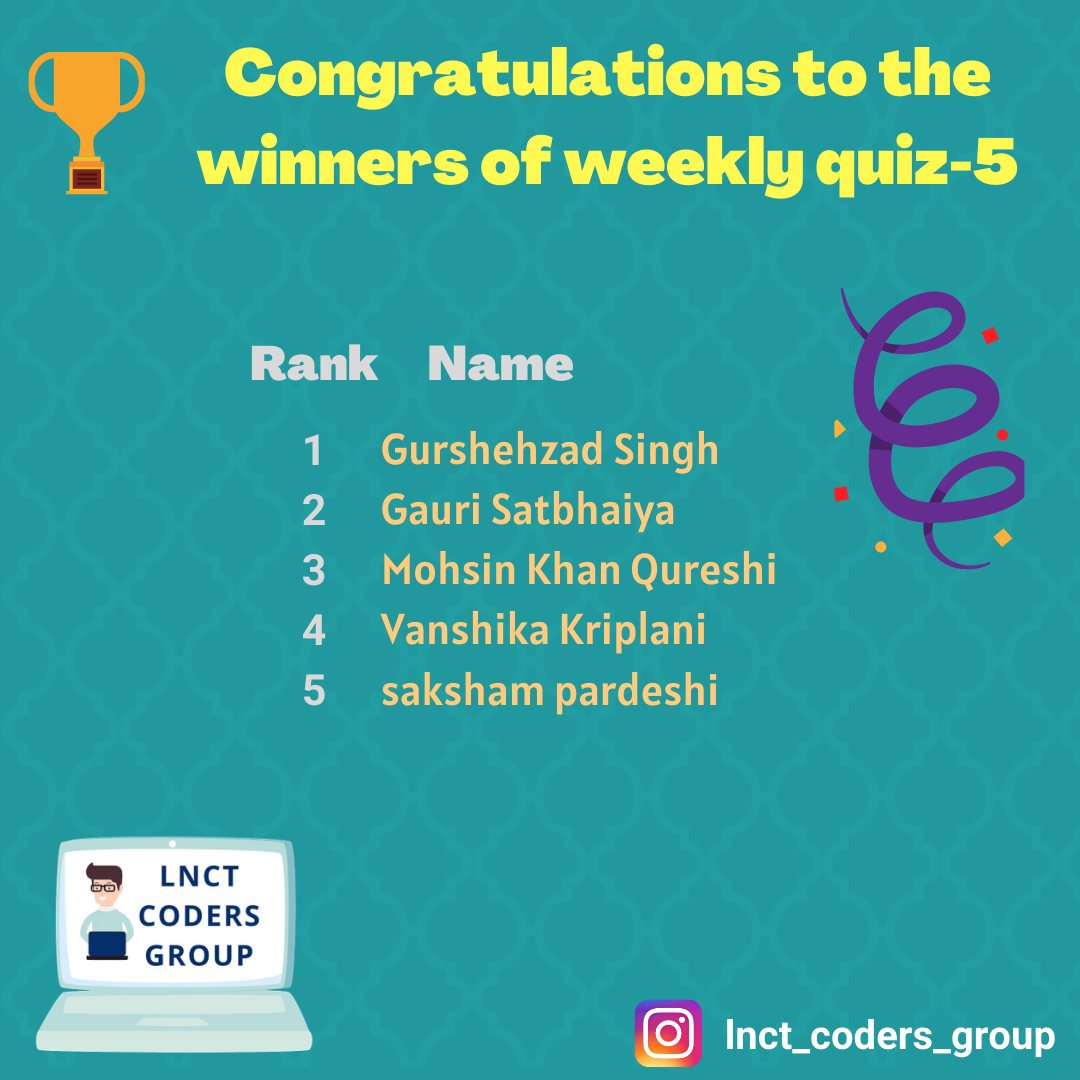 Congratulations to the
winners of weekly quiz-5
Rank Name
1 Gurshehzad Singh
2 Gauri Satbhaiya
3 Mohsin Khan Qureshi
4 Vanshika Kriplani
5 saksham pardeshi
LNCT
CODERS
GROUP
lnct_coders_group